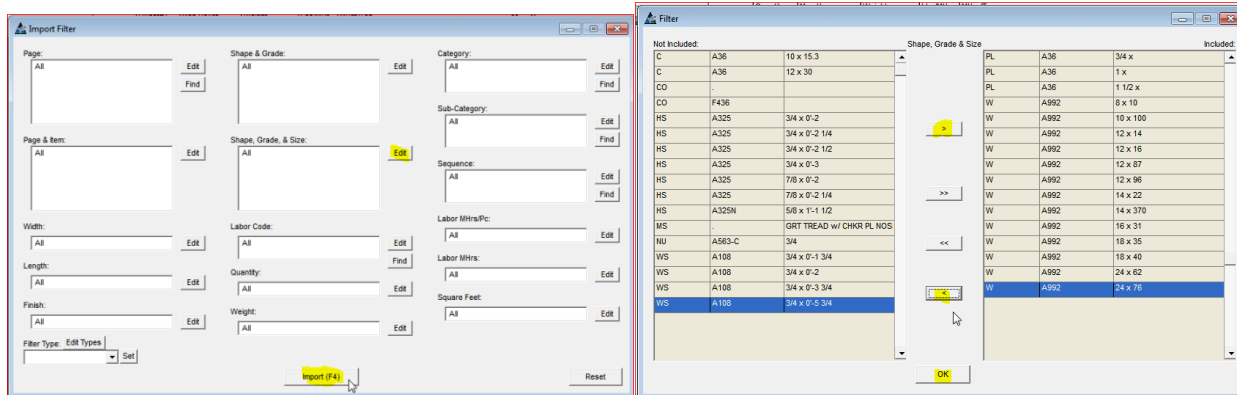 Import Filter
Page:
All
Edit
Find
Shape & Grade:
All
Edit
Category:
All
Edit
Find
Sub-Category:
All
Edit
Find
Page & Item:
All
Edit
Shape, Grade, & Size:
All
Edit
Sequence:
All
Edit
Find
Width:
All
Edit
Labor Code:
All
Edit
Find
Labor MHrs/Pc:
All
Edit
Length:
All
Edit
Quantity:
All
Edit
Labor MHrs:
All
Edit
Finish:
All
Edit
Weight:
All
Edit
Square Feet:
All
Edit
Filter Type: Edit Types
Set
Import (F4)
Reset
Filter
Not Included:
Shape, Grade & Size
Included:
C A36 10 x 15.3
C A36 12 x 30
CO .
CO F436
HS A325 3/4 x 0'-2
HS A325 3/4 x 0'-2 1/4
HS A325 3/4 x 0'-2 1/2
HS A325 3/4 x 0'-3
HS A325 7/8 x 0'-2
HS A325 7/8 x 0'-2 1/4
HS A325N 5/8 x 1'-1 1/2
MS . GRT TREAD w/ CHKR PL NOS
NU A563-C 3/4
WS A108 3/4 x 0'-1 3/4
WS A108 3/4 x 0'-2
WS A108 3/4 x 0'-3 3/4
WS A108 3/4 x 0'-5 3/4
>
>>
<<
<
PL A36 3/4 x
PL A36 1 x
PL A36 1 1/2 x
W A992 8 x 10
W A992 10 x 100
W A992 12 x 14
W A992 12 x 16
W A992 12 x 87
W A992 12 x 96
W A992 14 x 22
W A992 14 x 370
W A992 16 x 31
W A992 18 x 35
W A992 18 x 40
W A992 24 x 62
W A992 24 x 76
OK